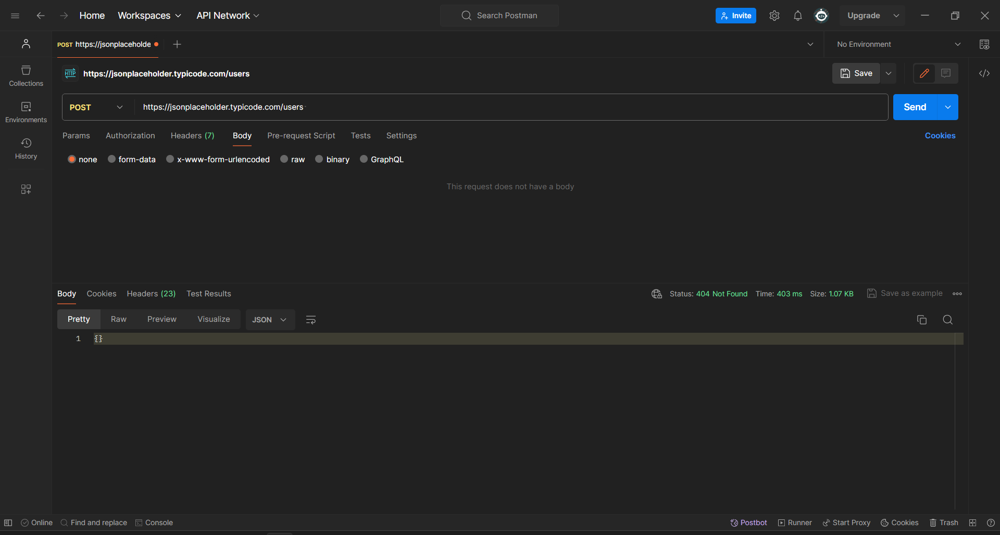 Home Workspaces API Network Search Postman Invite Upgrade
POST https://jsonplaceholde No Environment
HTTP https://jsonplaceholder.typicode.com/users Save
Collections
POST https://jsonplaceholder.typicode.com/users Send
Environments
Params Authorization Headers (7) Body Pre-request Script Tests Settings Cookies
History
none form-data x-www-form-urlencoded raw binary GraphQL
This request does not have a body
Body Cookies Headers (23) Test Results Status: 404 Not Found Time: 403 ms Size: 1.07 KB Save as example
Pretty Raw Preview Visualize JSON
1 {}
Online Find and replace Console Postbot Runner Start Proxy Cookies Trash